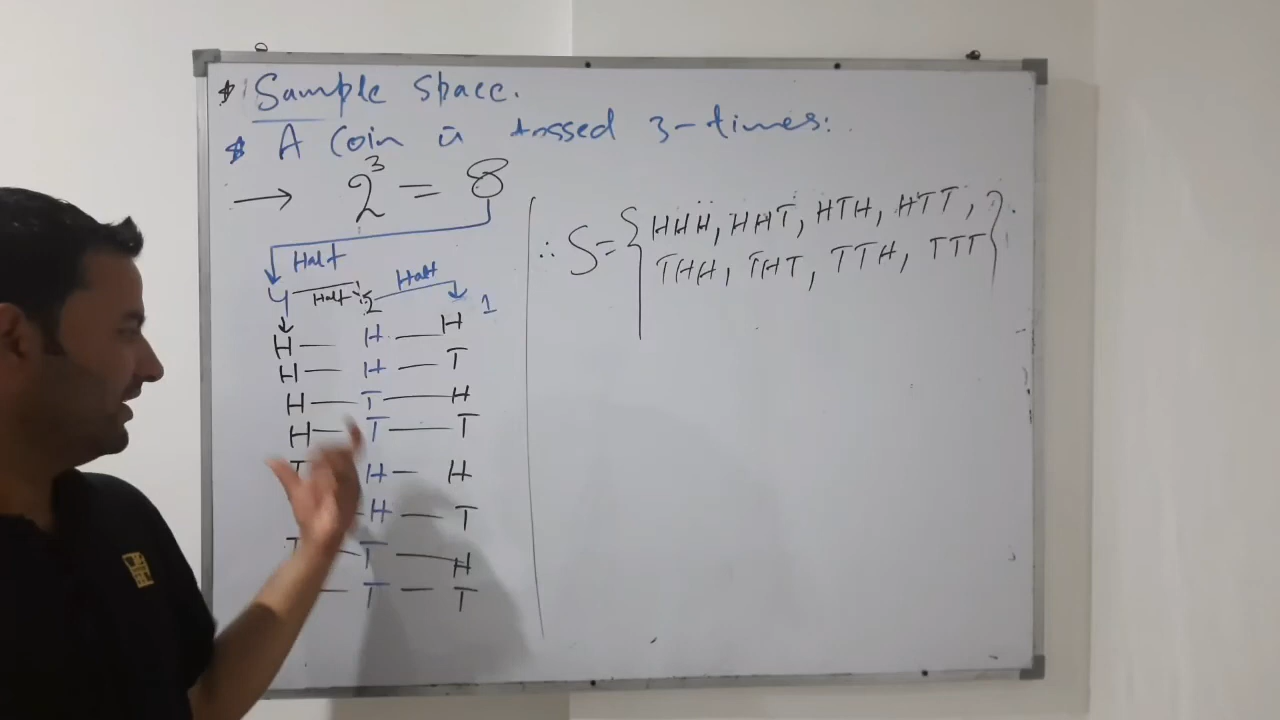 * Sample space.
* A Coin is tossed 3-times:
→ 2³ = 8
Half
Half
4 Half 2 1
H — H — H
H — H — T
H — T — H
H — T — T
T H — H
— H — T
T — T — H
— T — T
∴ S = { HHH, HHT, HTH, HTT,
THH, THT, TTH, TTT }.